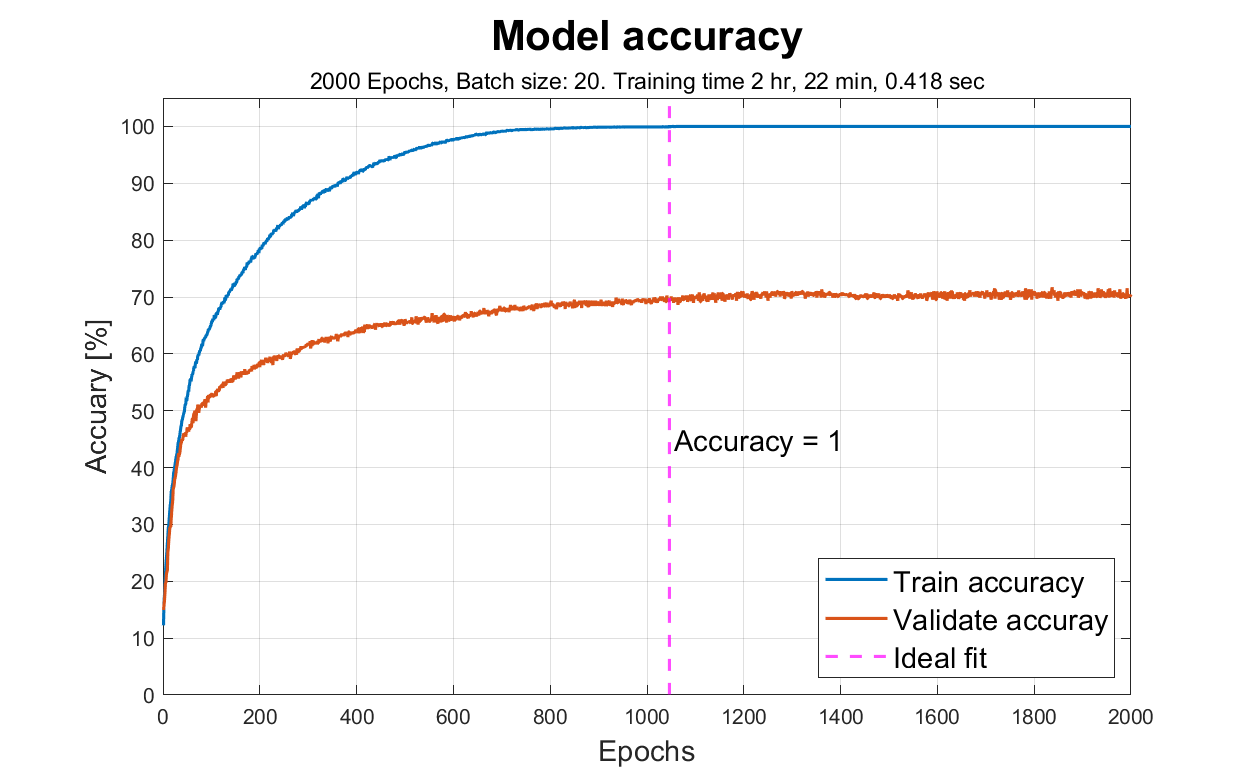 Model accuracy
2000 Epochs, Batch size: 20. Training time 2 hr, 22 min, 0.418 sec
100
90
80
70
60
50
40
30
20
10
0
Accuary [%]
Accuracy = 1
Train accuracy
Validate accuray
Ideal fit
0 200 400 600 800 1000 1200 1400 1600 1800 2000
Epochs